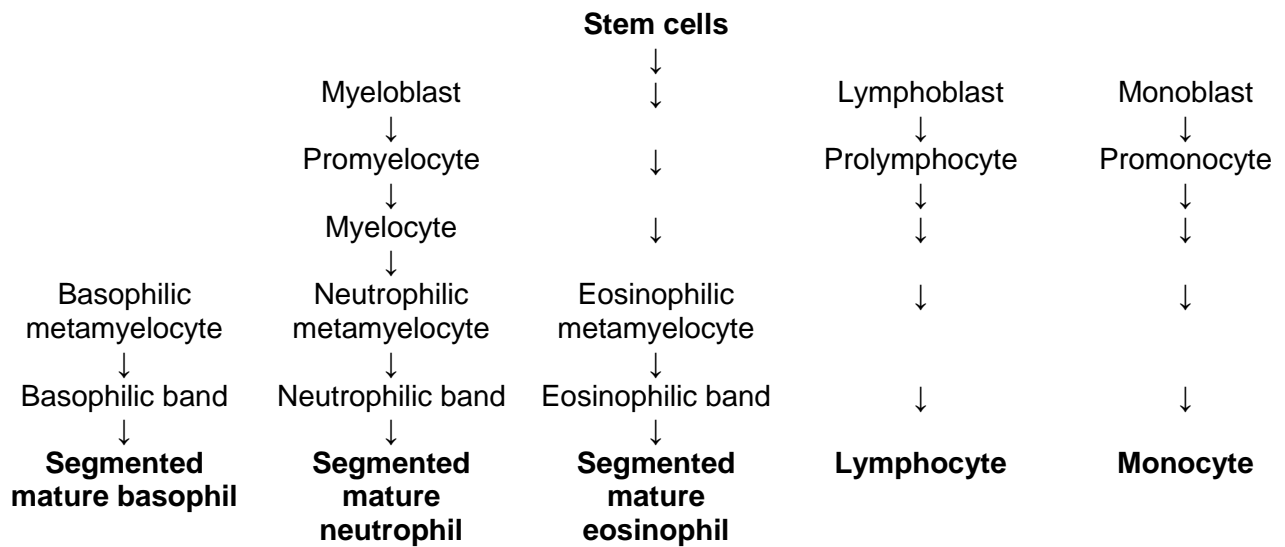 Stem cells
↓
Myeloblast ↓ Lymphoblast Monoblast
↓ ↓ ↓
Promyelocyte ↓ Prolymphocyte Promonocyte
↓ ↓ ↓
Myelocyte ↓ ↓ ↓
↓
Basophilic Neutrophilic Eosinophilic ↓ ↓
metamyelocyte metamyelocyte metamyelocyte
↓ ↓ ↓
Basophilic band Neutrophilic band Eosinophilic band ↓ ↓
↓ ↓ ↓
Segmented Segmented Segmented Lymphocyte Monocyte
mature basophil mature mature
neutrophil eosinophil